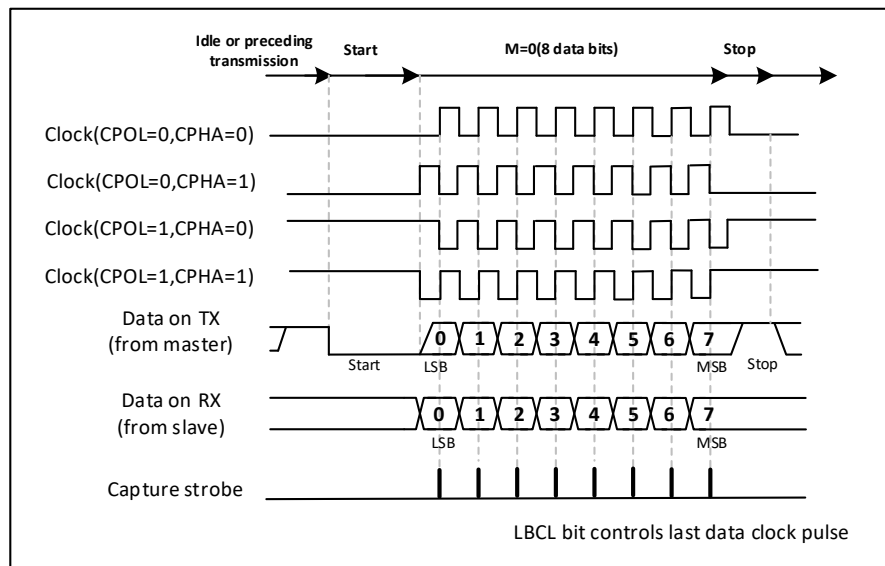 Idle or preceding
transmission
Start
M=0(8 data bits)
Stop
Clock(CPOL=0,CPHA=0)
Clock(CPOL=0,CPHA=1)
Clock(CPOL=1,CPHA=0)
Clock(CPOL=1,CPHA=1)
Data on TX
(from master)
0 1 2 3 4 5 6 7
Start
LSB
MSB
Stop
Data on RX
(from slave)
0 1 2 3 4 5 6 7
LSB
MSB
Capture strobe
LBCL bit controls last data clock pulse